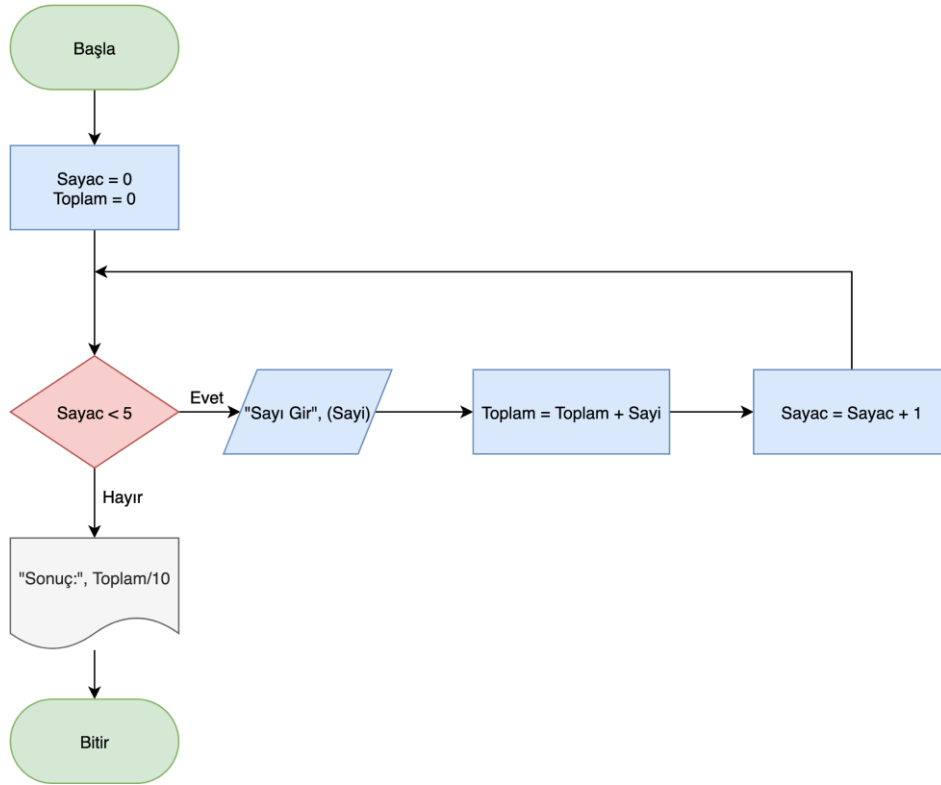 Başla
Sayac = 0
Toplam = 0
Sayac < 5
Evet
"Sayı Gir", (Sayi)
Toplam = Toplam + Sayi
Sayac = Sayac + 1
Hayır
"Sonuç:", Toplam/10
Bitir